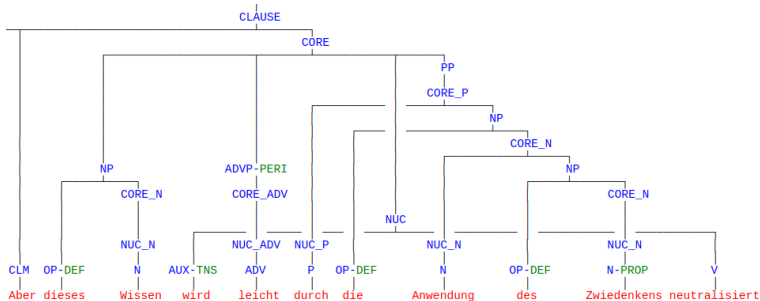 CLAUSE
CORE
PP
CORE_P
NP
CORE_N
NP ADVP-PERI NP
CORE_N CORE_ADV CORE_N
NUC
NUC_N NUC_ADV NUC_P NUC_N NUC_N
CLM OP-DEF N AUX-TNS ADV P OP-DEF N OP-DEF N-PROP V
Aber dieses Wissen wird leicht durch die Anwendung des Zwiedenkens neutralisiert